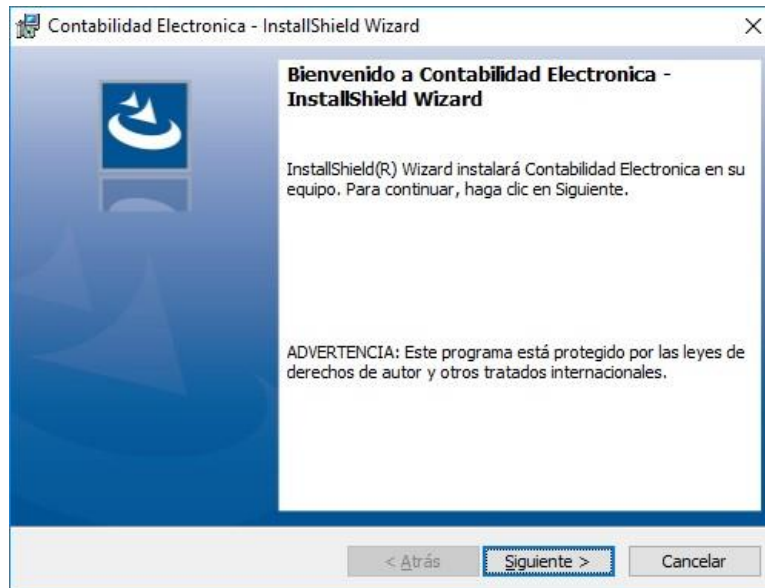 Contabilidad Electronica - InstallShield Wizard
Bienvenido a Contabilidad Electronica -
InstallShield Wizard
InstallShield(R) Wizard instalará Contabilidad Electronica en su
equipo. Para continuar, haga clic en Siguiente.
ADVERTENCIA: Este programa está protegido por las leyes de
derechos de autor y otros tratados internacionales.
< Atrás
Siguiente >
Cancelar